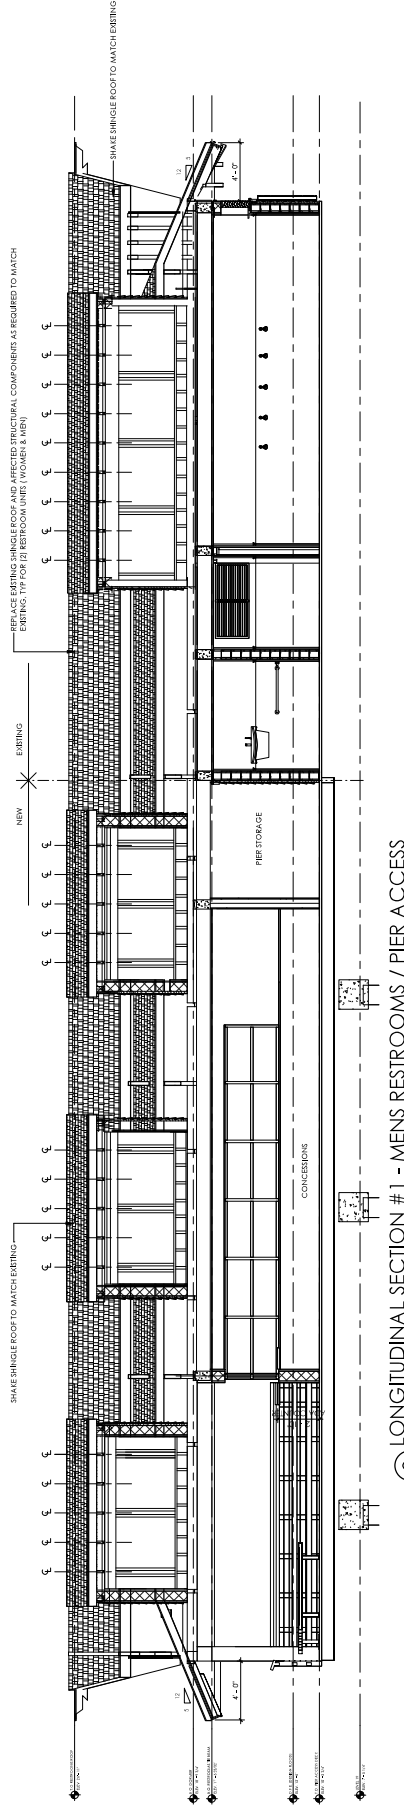 SHAKE SHINGLE ROOF TO MATCH EXISTING
REPLACE EXISTING SHINGLE ROOF AND AFFECTED STRUCTURAL COMPONENTS AS REQUIRED TO MATCH
EXISTING, TYP FOR (2) RESTROOM UNITS ( WOMEN & MEN)
SHAKE SHINGLE ROOF TO MATCH EXISTING
NEW
EXISTING
12
5
4' - 0"
12
5
4' - 0"
PIER STORAGE
CONCESSIONS
LONGITUDINAL SECTION #1 - MENS RESTROOMS / PIER ACCESS